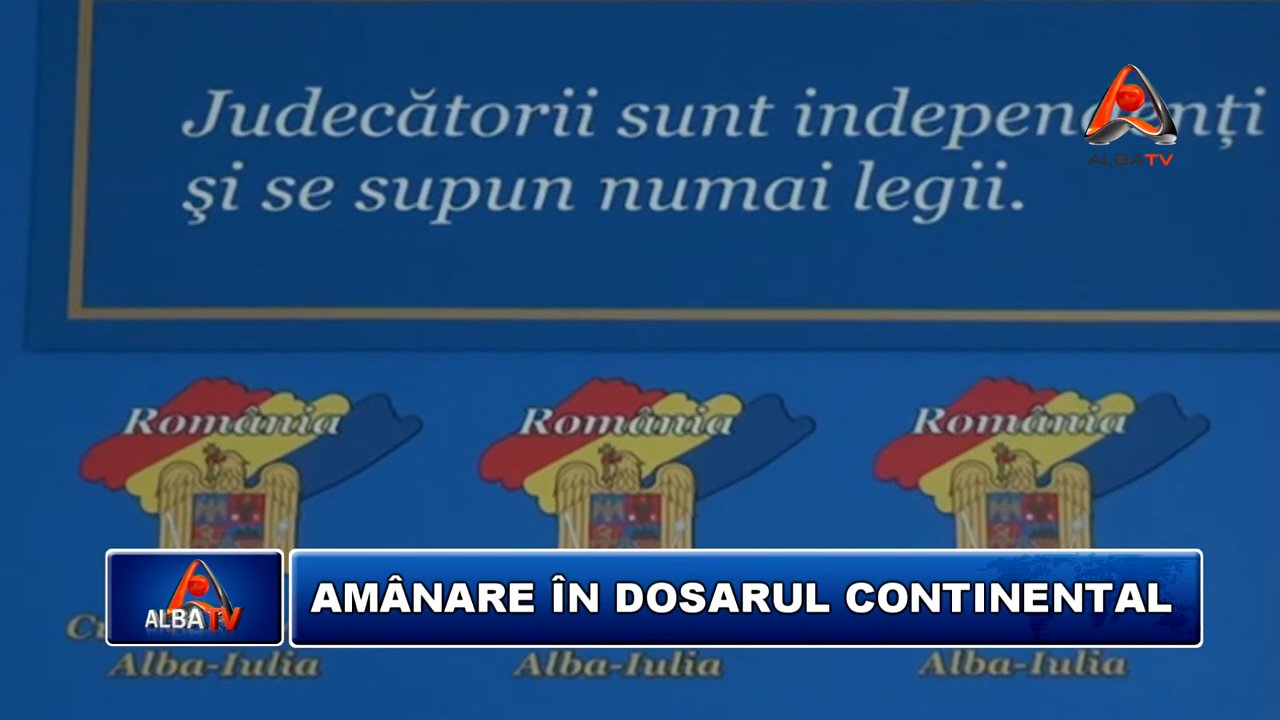 Judecătorii sunt independenți
şi se supun numai legii.
ALBATV
România
România
România
ALBATV
AMÂNARE ÎN DOSARUL CONTINENTAL
Alba-Iulia
Alba-Iulia
Alba-Iulia